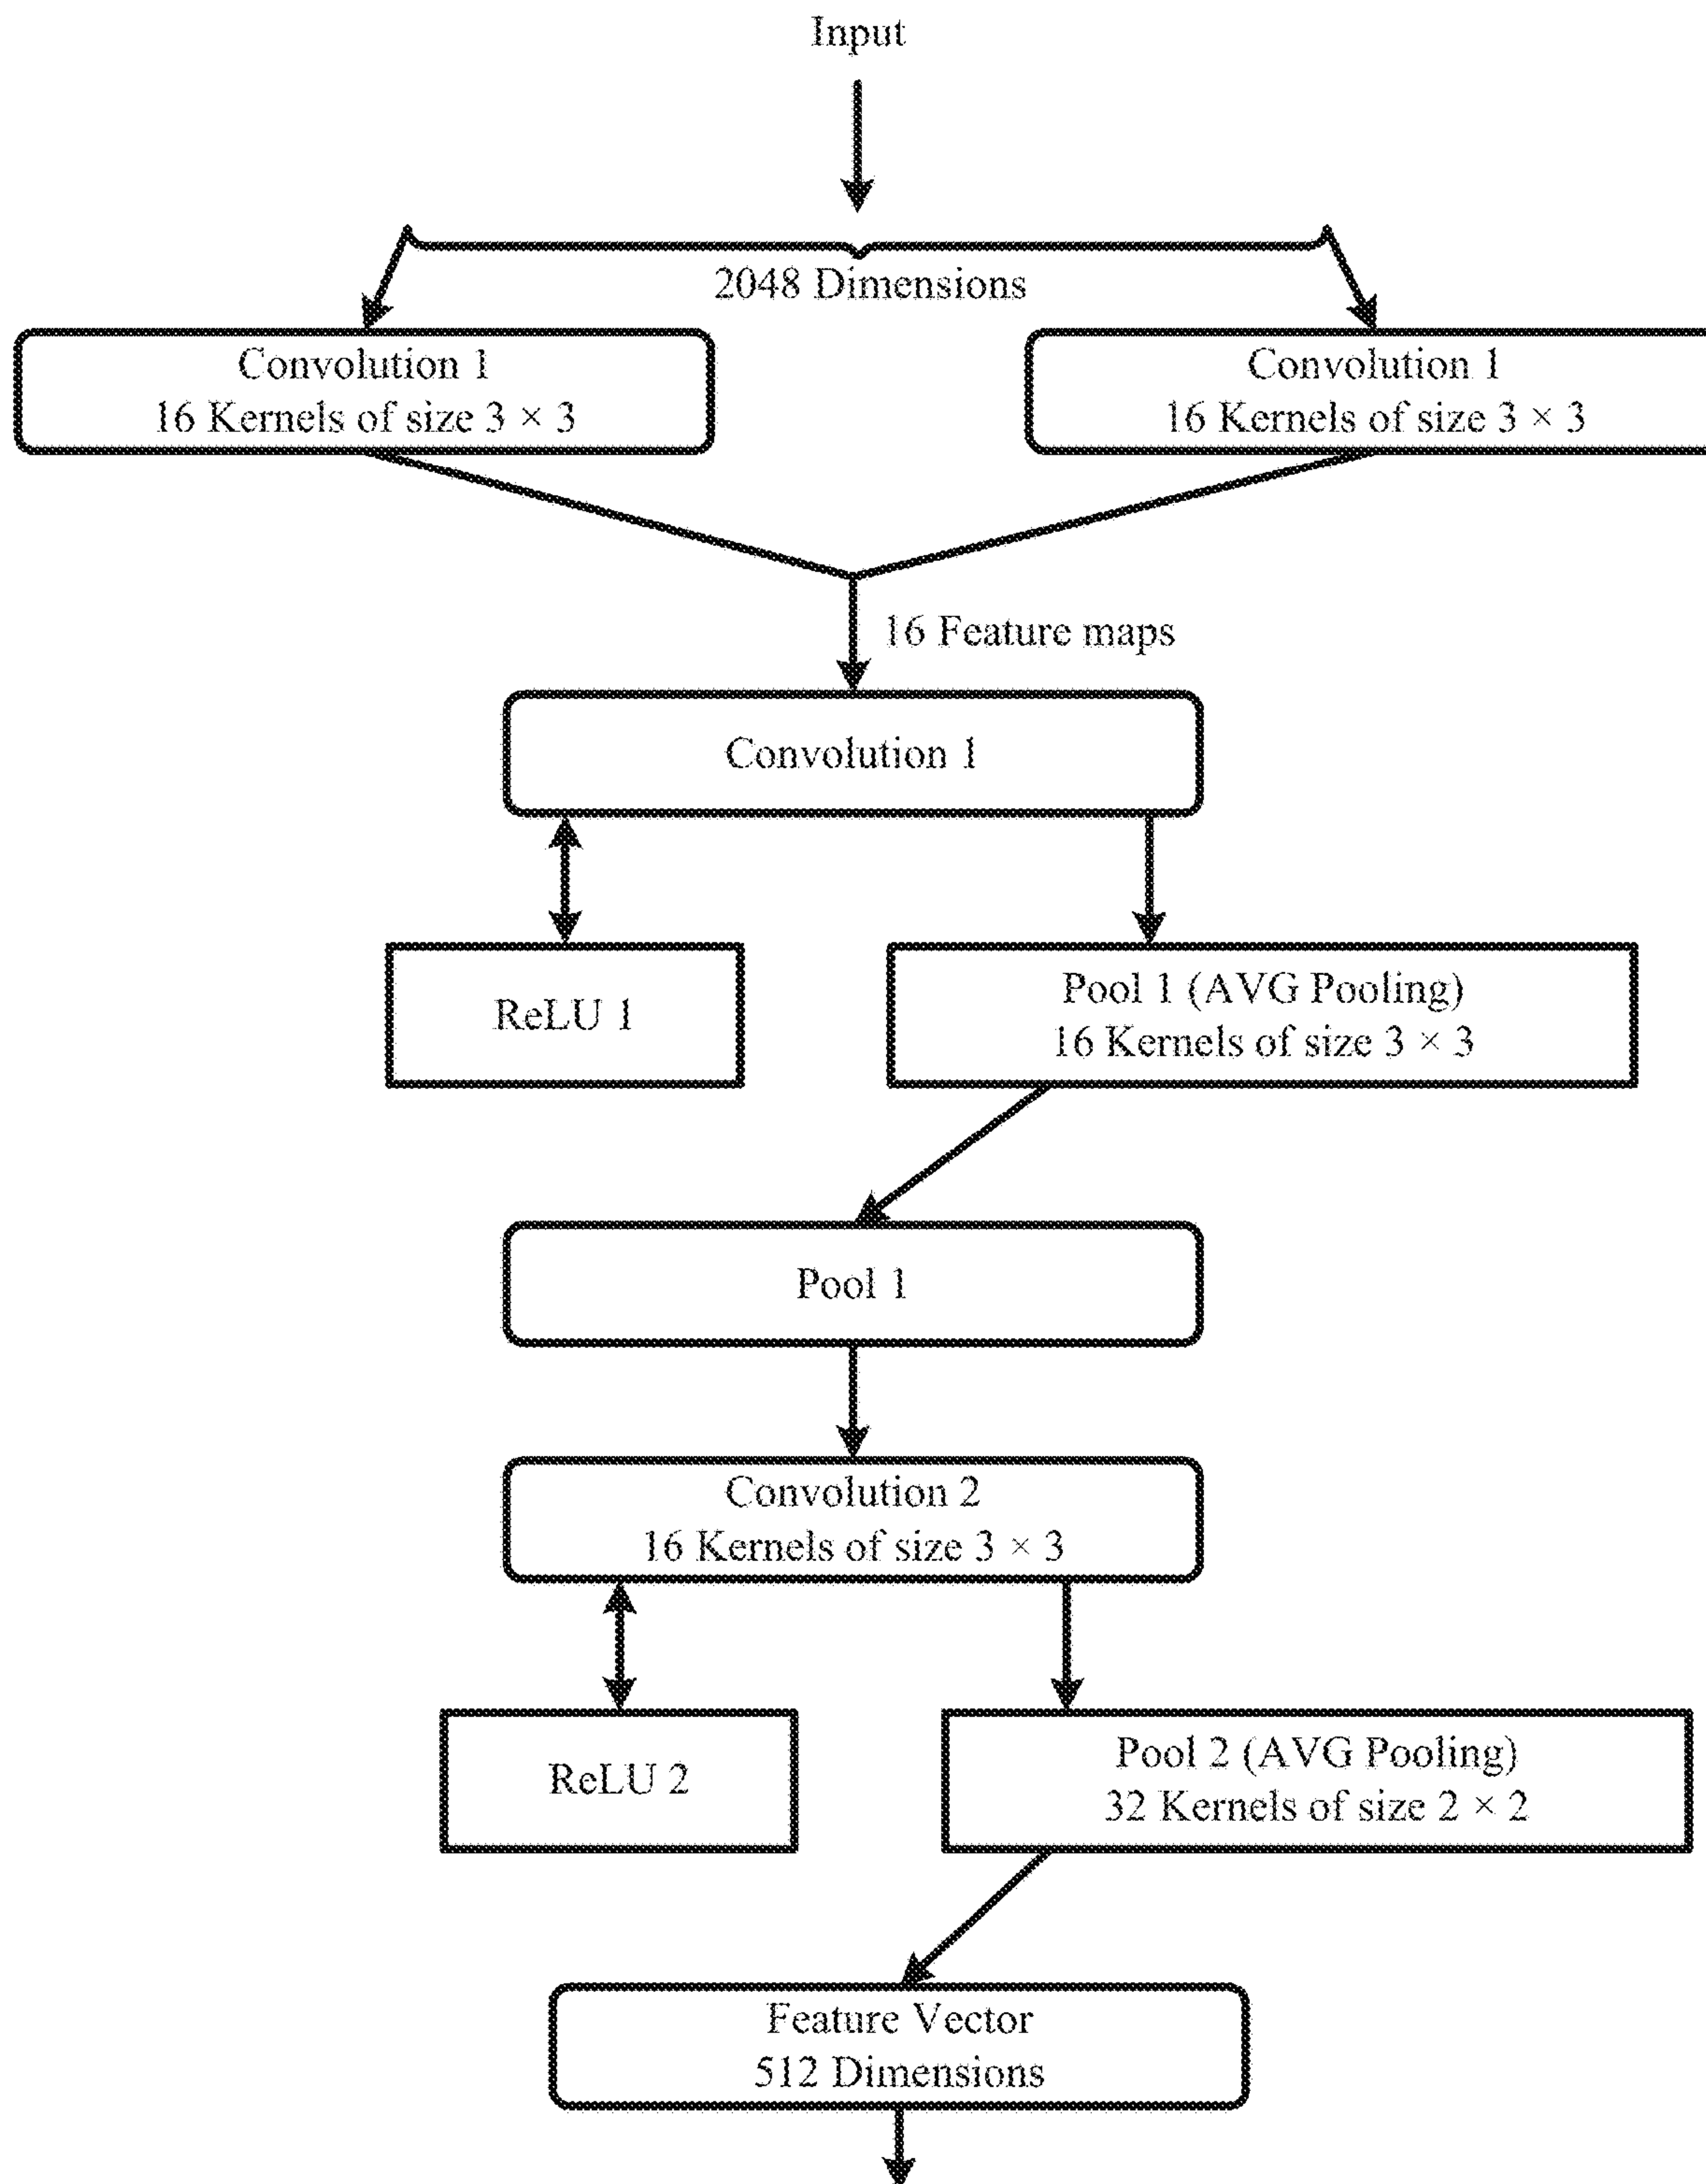 Input
2048 Dimensions
Convolution 1
16 Kernels of size 3 × 3
Convolution 1
16 Kernels of size 3 × 3
16 Feature maps
Convolution 1
ReLU 1
Pool 1 (AVG Pooling)
16 Kernels of size 3 × 3
Pool 1
Convolution 2
16 Kernels of size 3 × 3
ReLU 2
Pool 2 (AVG Pooling)
32 Kernels of size 2 × 2
Feature Vector
512 Dimensions